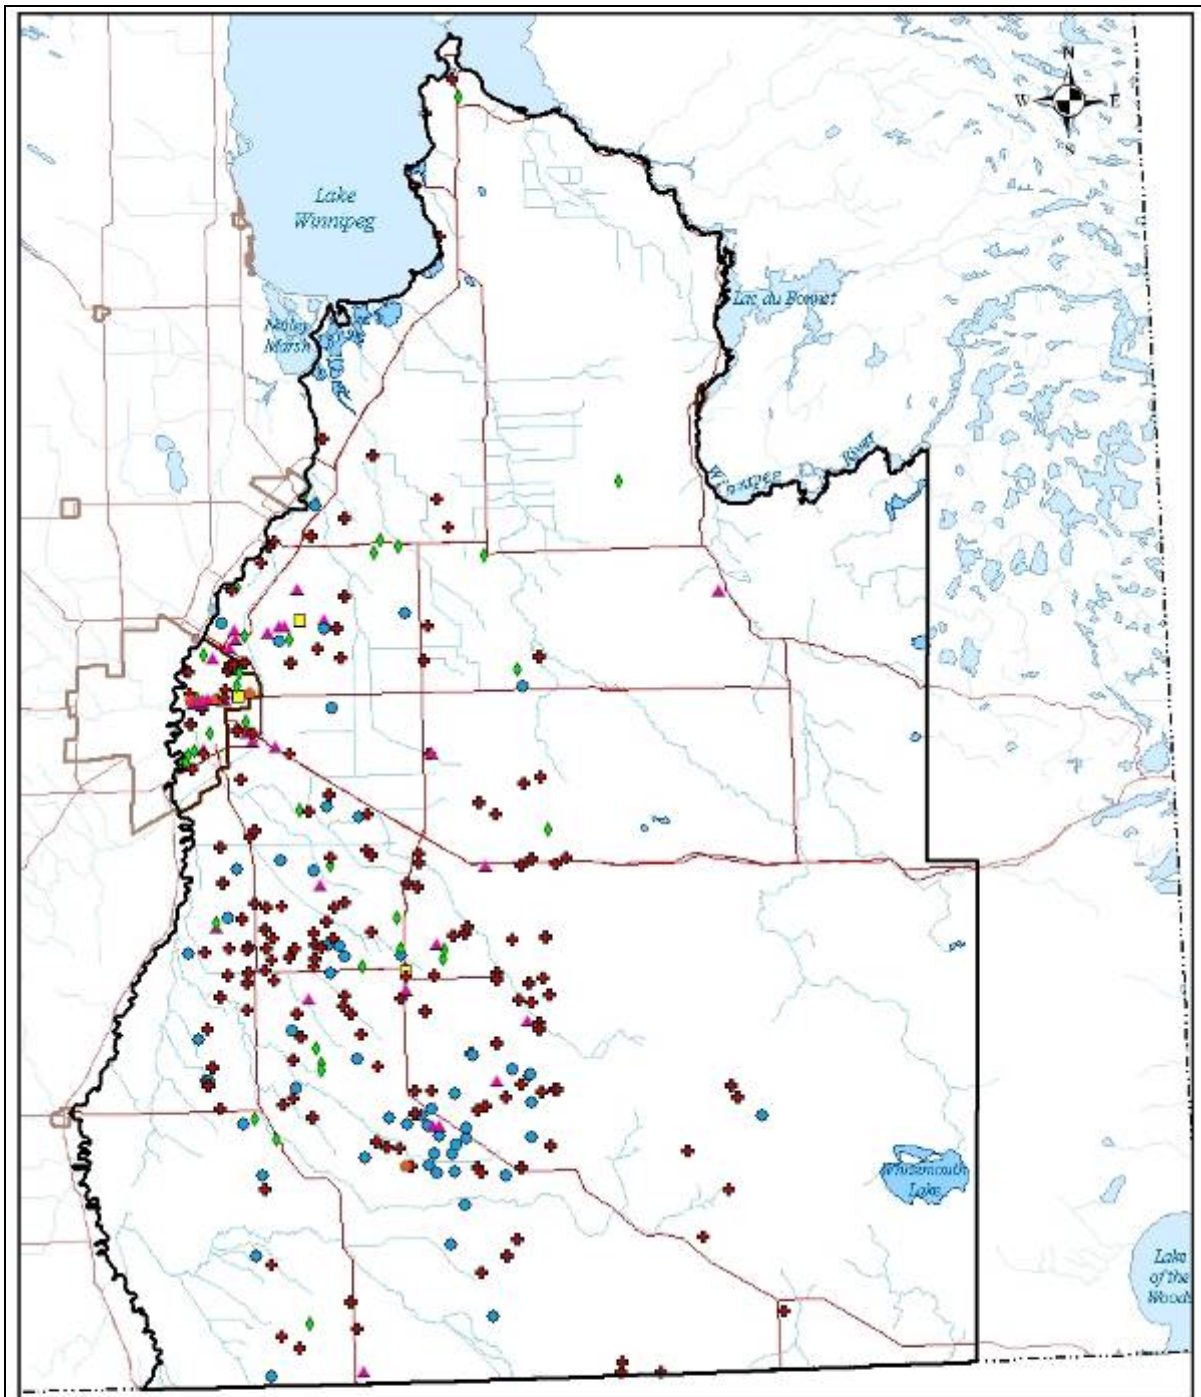 N
W E
S
Lake
Winnipeg
Lac du Bonnet
Netley
Marsh
Winnipeg River
Whitemouth
Lake
Lake
of the
Woods